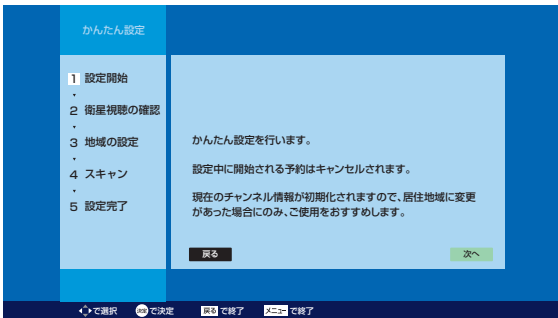 かんたん設定
1 設定開始
2 衛星視聴の確認
3 地域の設定
4 スキャン
5 設定完了
かんたん設定を行います。
設定中に開始される予約はキャンセルされます。
現在のチャンネル情報が初期化されますので、居住地域に変更
があった場合にのみ、ご使用をおすすめします。
戻る 次へ
で選択 で決定 戻る で終了 メニュー で終了